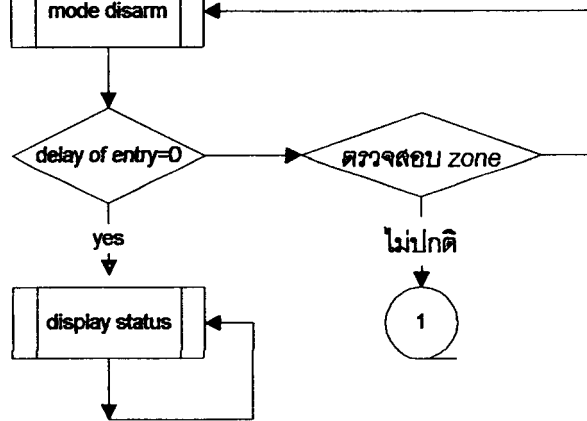 mode disarm
delay of entry=0
ตรวจสอบ zone
yes
ไม่ปกติ
display status
1